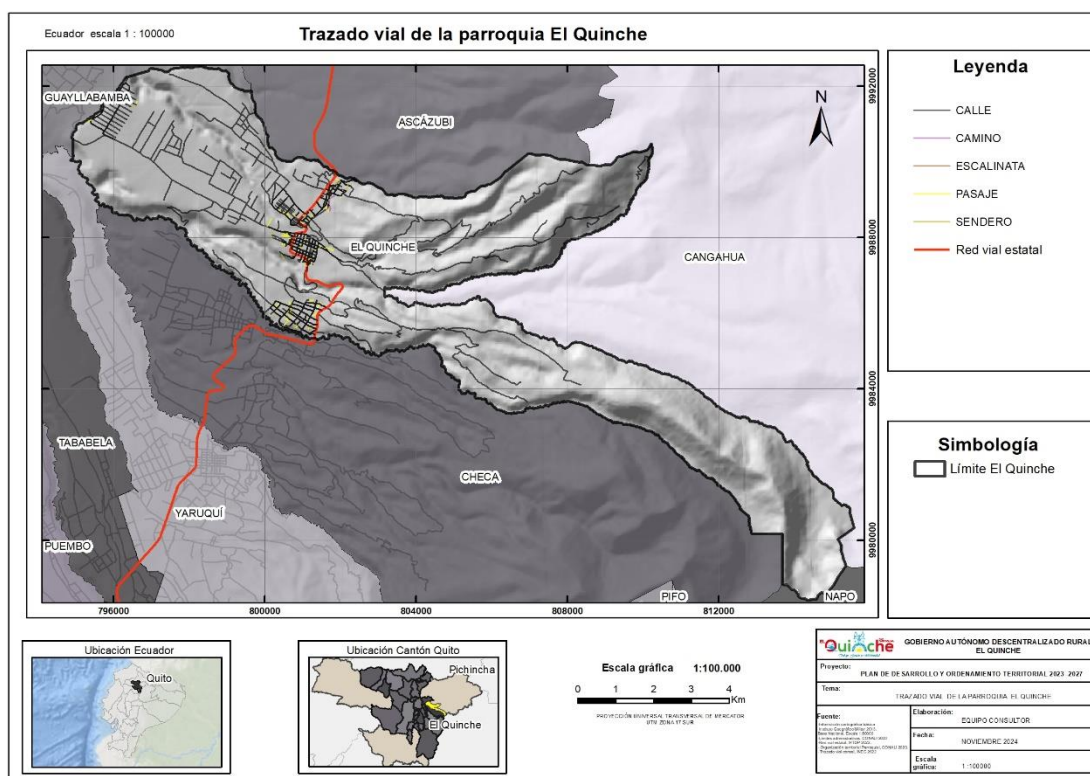 Ecuador escala 1 : 100000
Trazado vial de la parroquia El Quinche
GUAYLLABAMBA
ASCÁZUBI
EL QUINCHE
CANGAHUA
TABABELA
CHECA
YARUQUÍ
PUEMBO
PIFO
NAPO
N
9992000
9988000
9984000
9980000
796000
800000
804000
808000
812000
Leyenda
CALLE
CAMINO
ESCALINATA
PASAJE
SENDERO
Red vial estatal
Simbología
Límite El Quinche
Ubicación Ecuador
Quito
Ubicación Cantón Quito
Pichincha
El Quinche
Escala gráfica 1:100.000
0 1 2 3 4
Km
PROYECCIÓN UNIVERSAL TRANSVERSAL DE MERCATOR
UTM ZONA 17 SUR
Quinche
GOBIERNO AUTÓNOMO DESCENTRALIZADO RURAL
EL QUINCHE
Proyecto:
PLAN DE DESARROLLO Y ORDENAMIENTO TERRITORIAL 2023 2027
Tema:
TRAZADO VIAL DE LA PARROQUIA EL QUINCHE
Fuente:
Elaboración:
EQUIPO CONSULTOR
Fecha:
NOVIEMBRE 2024
Escala
gráfica: 1:100000